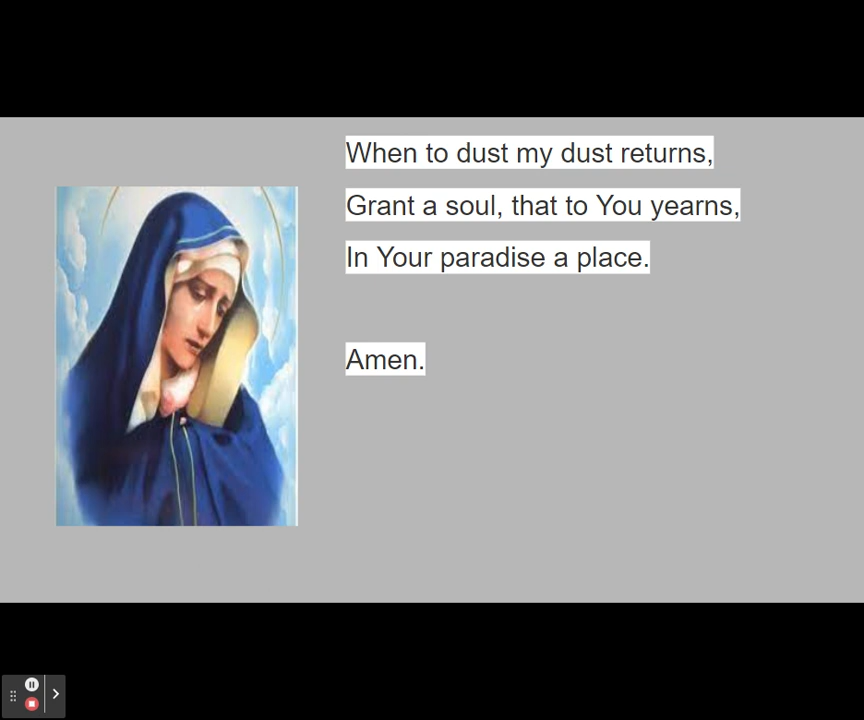 When to dust my dust returns,
Grant a soul, that to You yearns,
In Your paradise a place.
Amen.